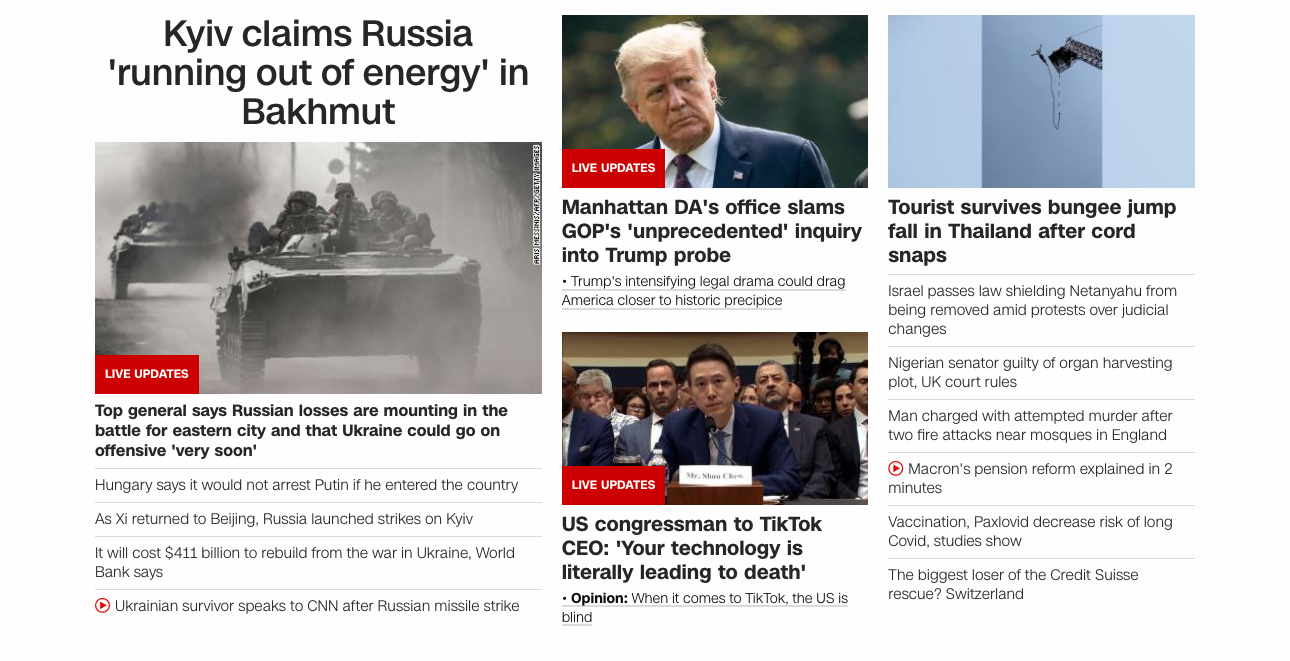 Kyiv claims Russia
'running out of energy' in
Bakhmut
ARIS MESSINIS/AFP/GETTY IMAGES
LIVE UPDATES
Top general says Russian losses are mounting in the
battle for eastern city and that Ukraine could go on
offensive 'very soon'
Hungary says it would not arrest Putin if he entered the country
As Xi returned to Beijing, Russia launched strikes on Kyiv
It will cost $411 billion to rebuild from the war in Ukraine, World
Bank says
Ukrainian survivor speaks to CNN after Russian missile strike
LIVE UPDATES
Manhattan DA's office slams
GOP's 'unprecedented' inquiry
into Trump probe
• Trump's intensifying legal drama could drag
America closer to historic precipice
Mr. Shou Chew
LIVE UPDATES
US congressman to TikTok
CEO: 'Your technology is
literally leading to death'
• Opinion: When it comes to TikTok, the US is
blind
Tourist survives bungee jump
fall in Thailand after cord
snaps
Israel passes law shielding Netanyahu from
being removed amid protests over judicial
changes
Nigerian senator guilty of organ harvesting
plot, UK court rules
Man charged with attempted murder after
two fire attacks near mosques in England
Macron's pension reform explained in 2
minutes
Vaccination, Paxlovid decrease risk of long
Covid, studies show
The biggest loser of the Credit Suisse
rescue? Switzerland